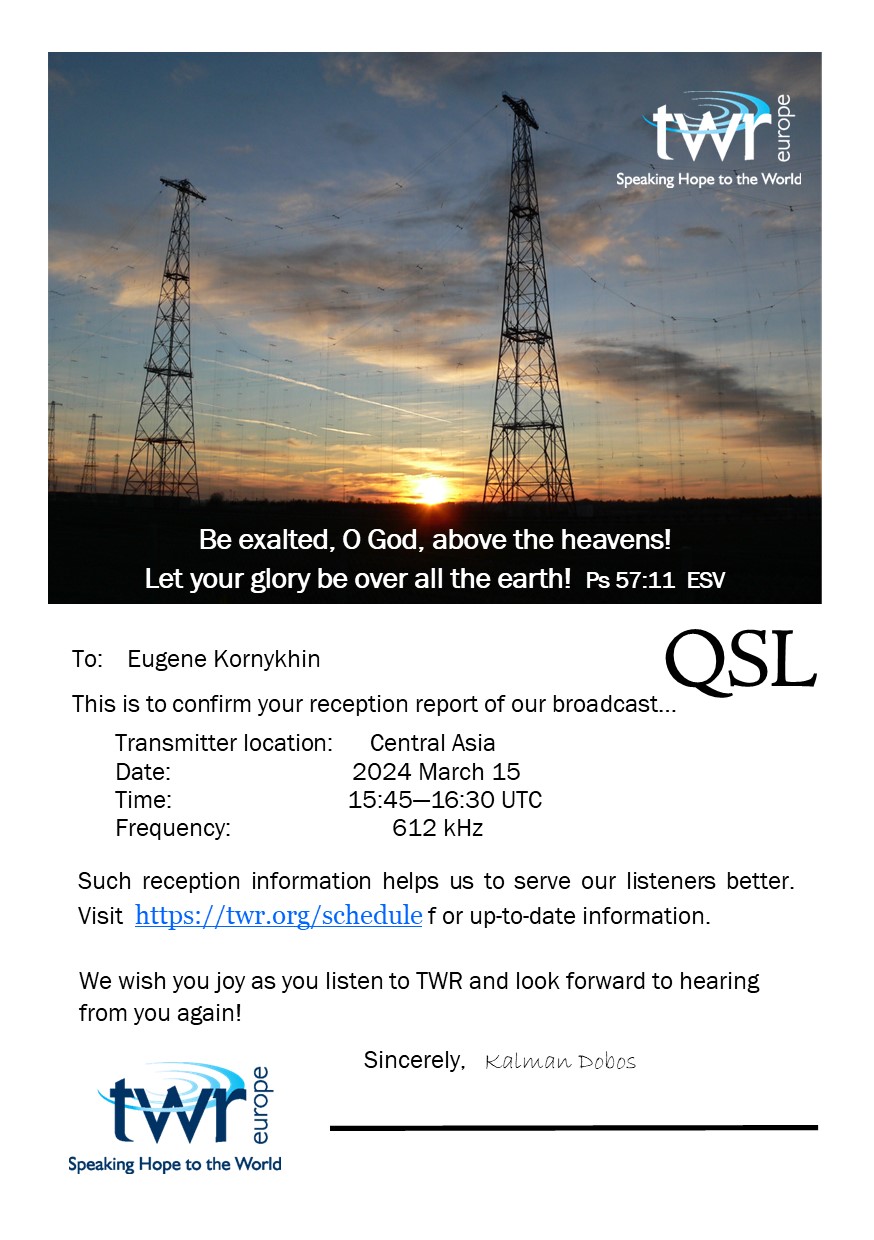 twr europe
Speaking Hope to the World
Be exalted, O God, above the heavens!
Let your glory be over all the earth! Ps 57:11 ESV
QSL
To: Eugene Kornykhin
This is to confirm your reception report of our broadcast...
Transmitter location: Central Asia
Date: 2024 March 15
Time: 15:45—16:30 UTC
Frequency: 612 kHz
Such reception information helps us to serve our listeners better.
Visit https://twr.org/schedule f or up-to-date information.
We wish you joy as you listen to TWR and look forward to hearing
from you again!
Sincerely, Kalman Dobos
twr europe
Speaking Hope to the World